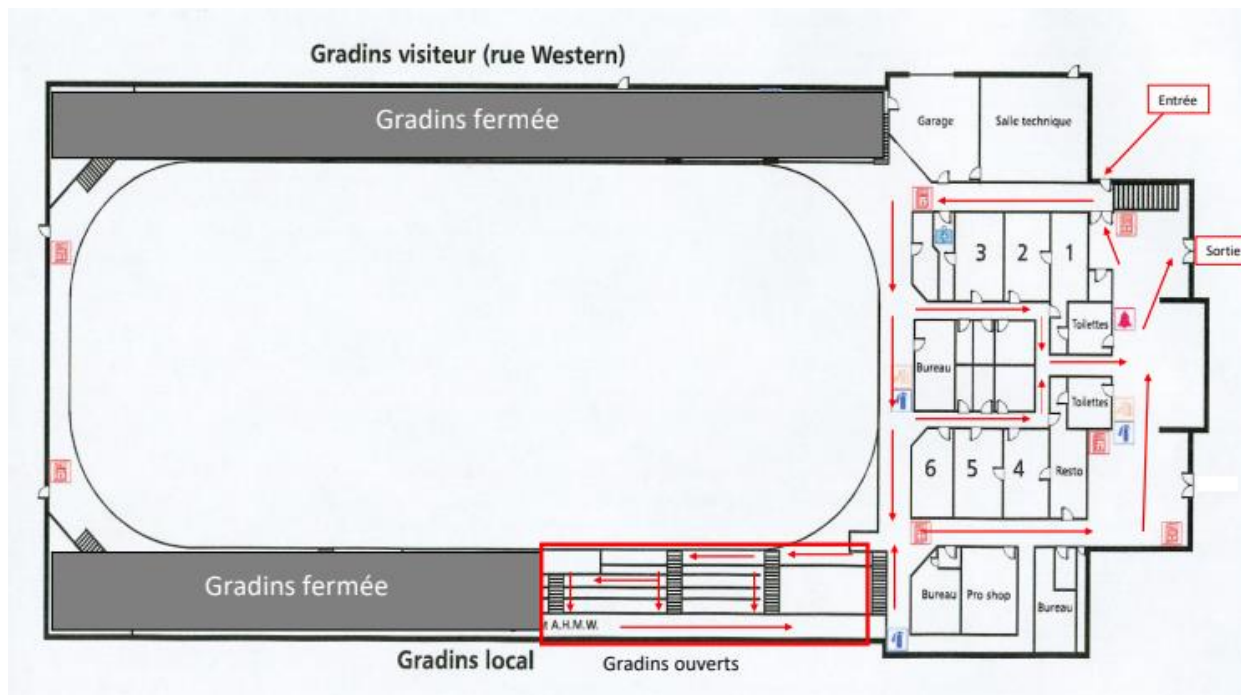 Gradins visiteur (rue Western)
Gradins fermée
Garage
Salle technique
Entrée
3
2
1
Sortie
Toilettes
Bureau
Toilettes
6
5
4
Resto
Gradins fermée
Bureau
Pro shop
Bureau
t A.H.M.W.
Gradins local
Gradins ouverts